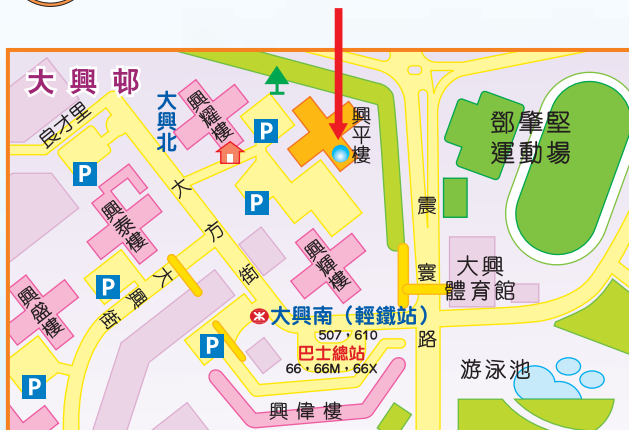 大興邨
良才里
大興北
興耀樓
P
興平樓
鄧肇堅
運動場
P
P
興泰樓
大方街
震寰路
興輝樓
大興
體育館
P
大興街
興盛樓
大興南（輕鐵站）
507，610
巴士總站
66，66M，66X
P
P
游泳池
興偉樓